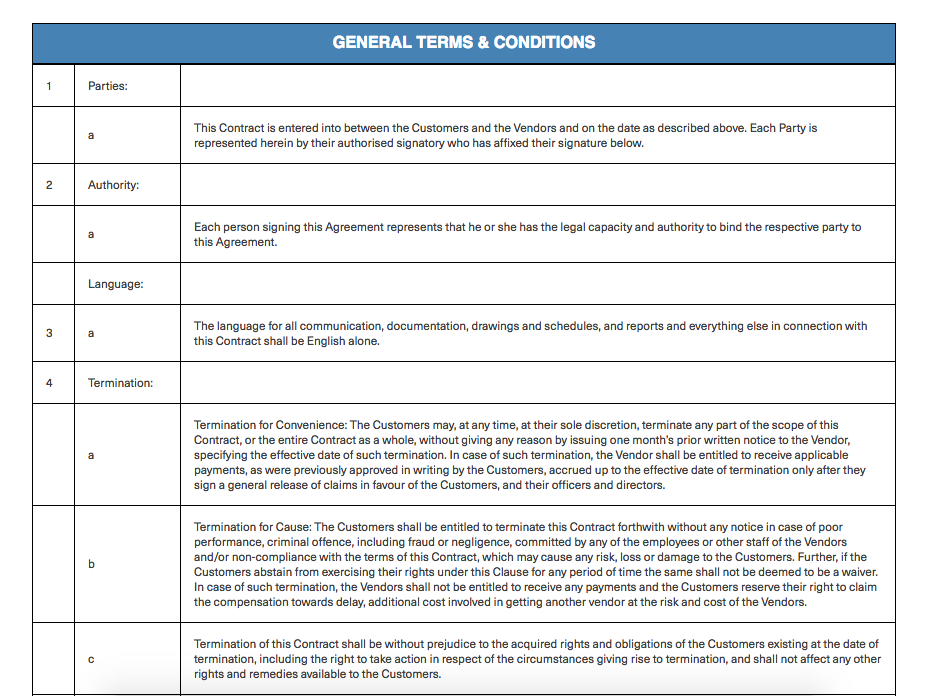 GENERAL TERMS & CONDITIONS
1 Parties:
a This Contract is entered into between the Customers and the Vendors and on the date as described above. Each Party is
represented herein by their authorised signatory who has affixed their signature below.
2 Authority:
a Each person signing this Agreement represents that he or she has the legal capacity and authority to bind the respective party to
this Agreement.
Language:
3 a The language for all communication, documentation, drawings and schedules, and reports and everything else in connection with
this Contract shall be English alone.
4 Termination:
a Termination for Convenience: The Customers may, at any time, at their sole discretion, terminate any part of the scope of this
Contract, or the entire Contract as a whole, without giving any reason by issuing one month's prior written notice to the Vendor,
specifying the effective date of such termination. In case of such termination, the Vendor shall be entitled to receive applicable
payments, as were previously approved in writing by the Customers, accrued up to the effective date of termination only after they
sign a general release of claims in favour of the Customers, and their officers and directors.
b Termination for Cause: The Customers shall be entitled to terminate this Contract forthwith without any notice in case of poor
performance, criminal offence, including fraud or negligence, committed by any of the employees or other staff of the Vendors
and/or non-compliance with the terms of this Contract, which may cause any risk, loss or damage to the Customers. Further, if the
Customers abstain from exercising their rights under this Clause for any period of time the same shall not be deemed to be a waiver.
In case of such termination, the Vendors shall not be entitled to receive any payments and the Customers reserve their right to claim
the compensation towards delay, additional cost involved in getting another vendor at the risk and cost of the Vendors.
c Termination of this Contract shall be without prejudice to the acquired rights and obligations of the Customers existing at the date of
termination, including the right to take action in respect of the circumstances giving rise to termination, and shall not affect any other
rights and remedies available to the Customers.